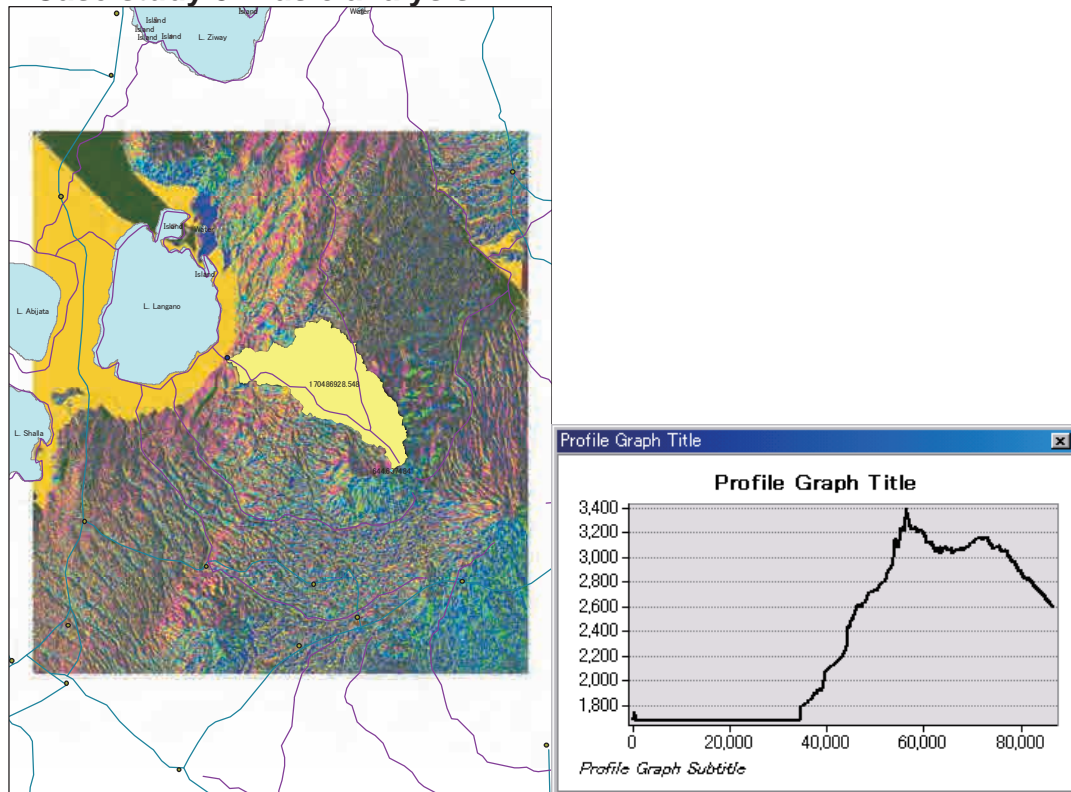 Island
Island
Island
Island
Island
L. Ziway
Water
Island
Water
Island
L. Abijata
L. Langano
170486928.548
L. Shalla
Profile Graph Title
Profile Graph Title
3,400
3,200
3,000
2,800
2,600
2,400
2,200
2,000
1,800
0 20,000 40,000 60,000 80,000
Profile Graph Subtitle